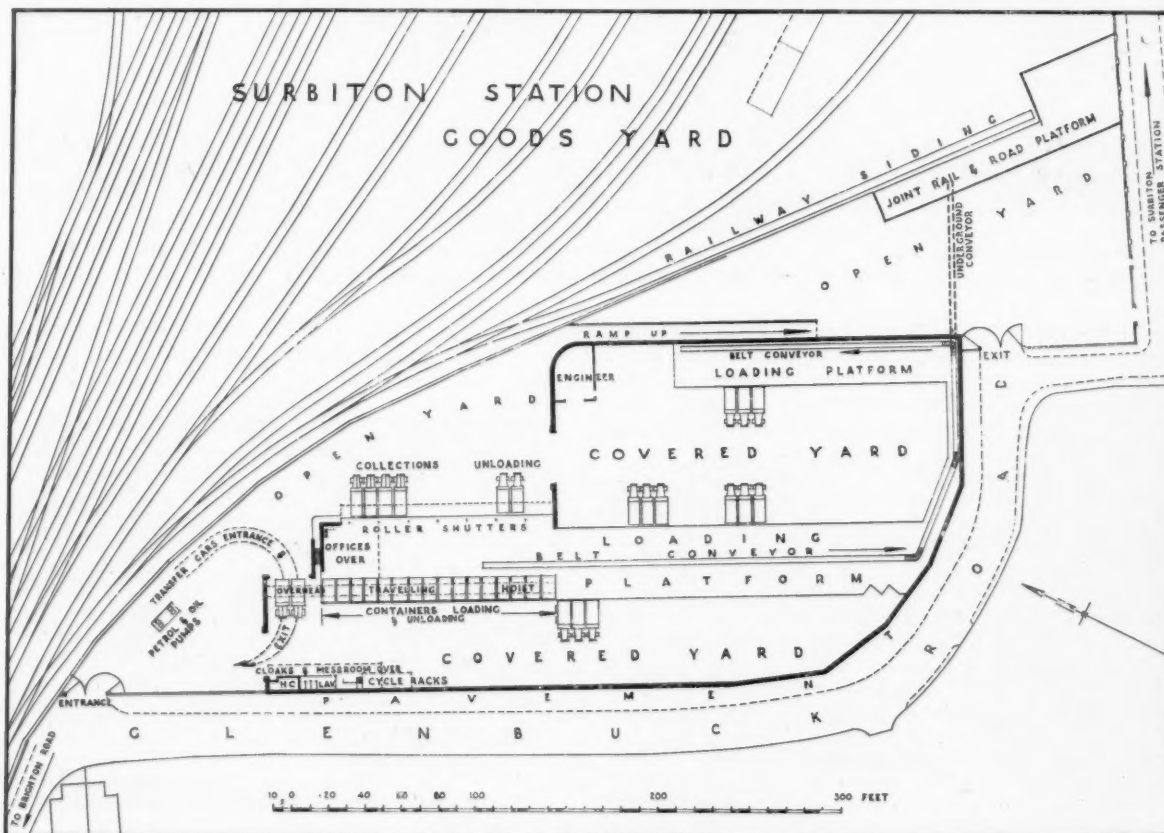 SURBITON STATION
GOODS YARD
RAILWAY SIDING
JOINT RAIL & ROAD PLATFORM
OPEN YARD
UNDERGROUND
CONVEYOR
TO SURBITON
PASSENGER STATION
RAMP UP
BELT CONVEYOR
LOADING PLATFORM
EXIT
ENGINEER
OPEN YARD
COVERED YARD
COLLECTIONS
UNLOADING
ROLLER SHUTTERS
OFFICES
OVER
LOADING
BELT CONVEYOR
PLATFORM
TRANSFER CARS ENTRANCE &
EXIT
PETROL & OIL
PUMPS
OVERHEAD TRAVELLING HOIST
CONTAINERS LOADING
& UNLOADING
COVERED YARD
CLOAKS & MESSROOM OVER
H.C LAV
CYCLE RACKS
ENTRANCE
PAVEMENT
GLENBUCK ROAD
TO BRIGHTON ROAD
10 5 0 20 40 60 80 100 200 300 FEET